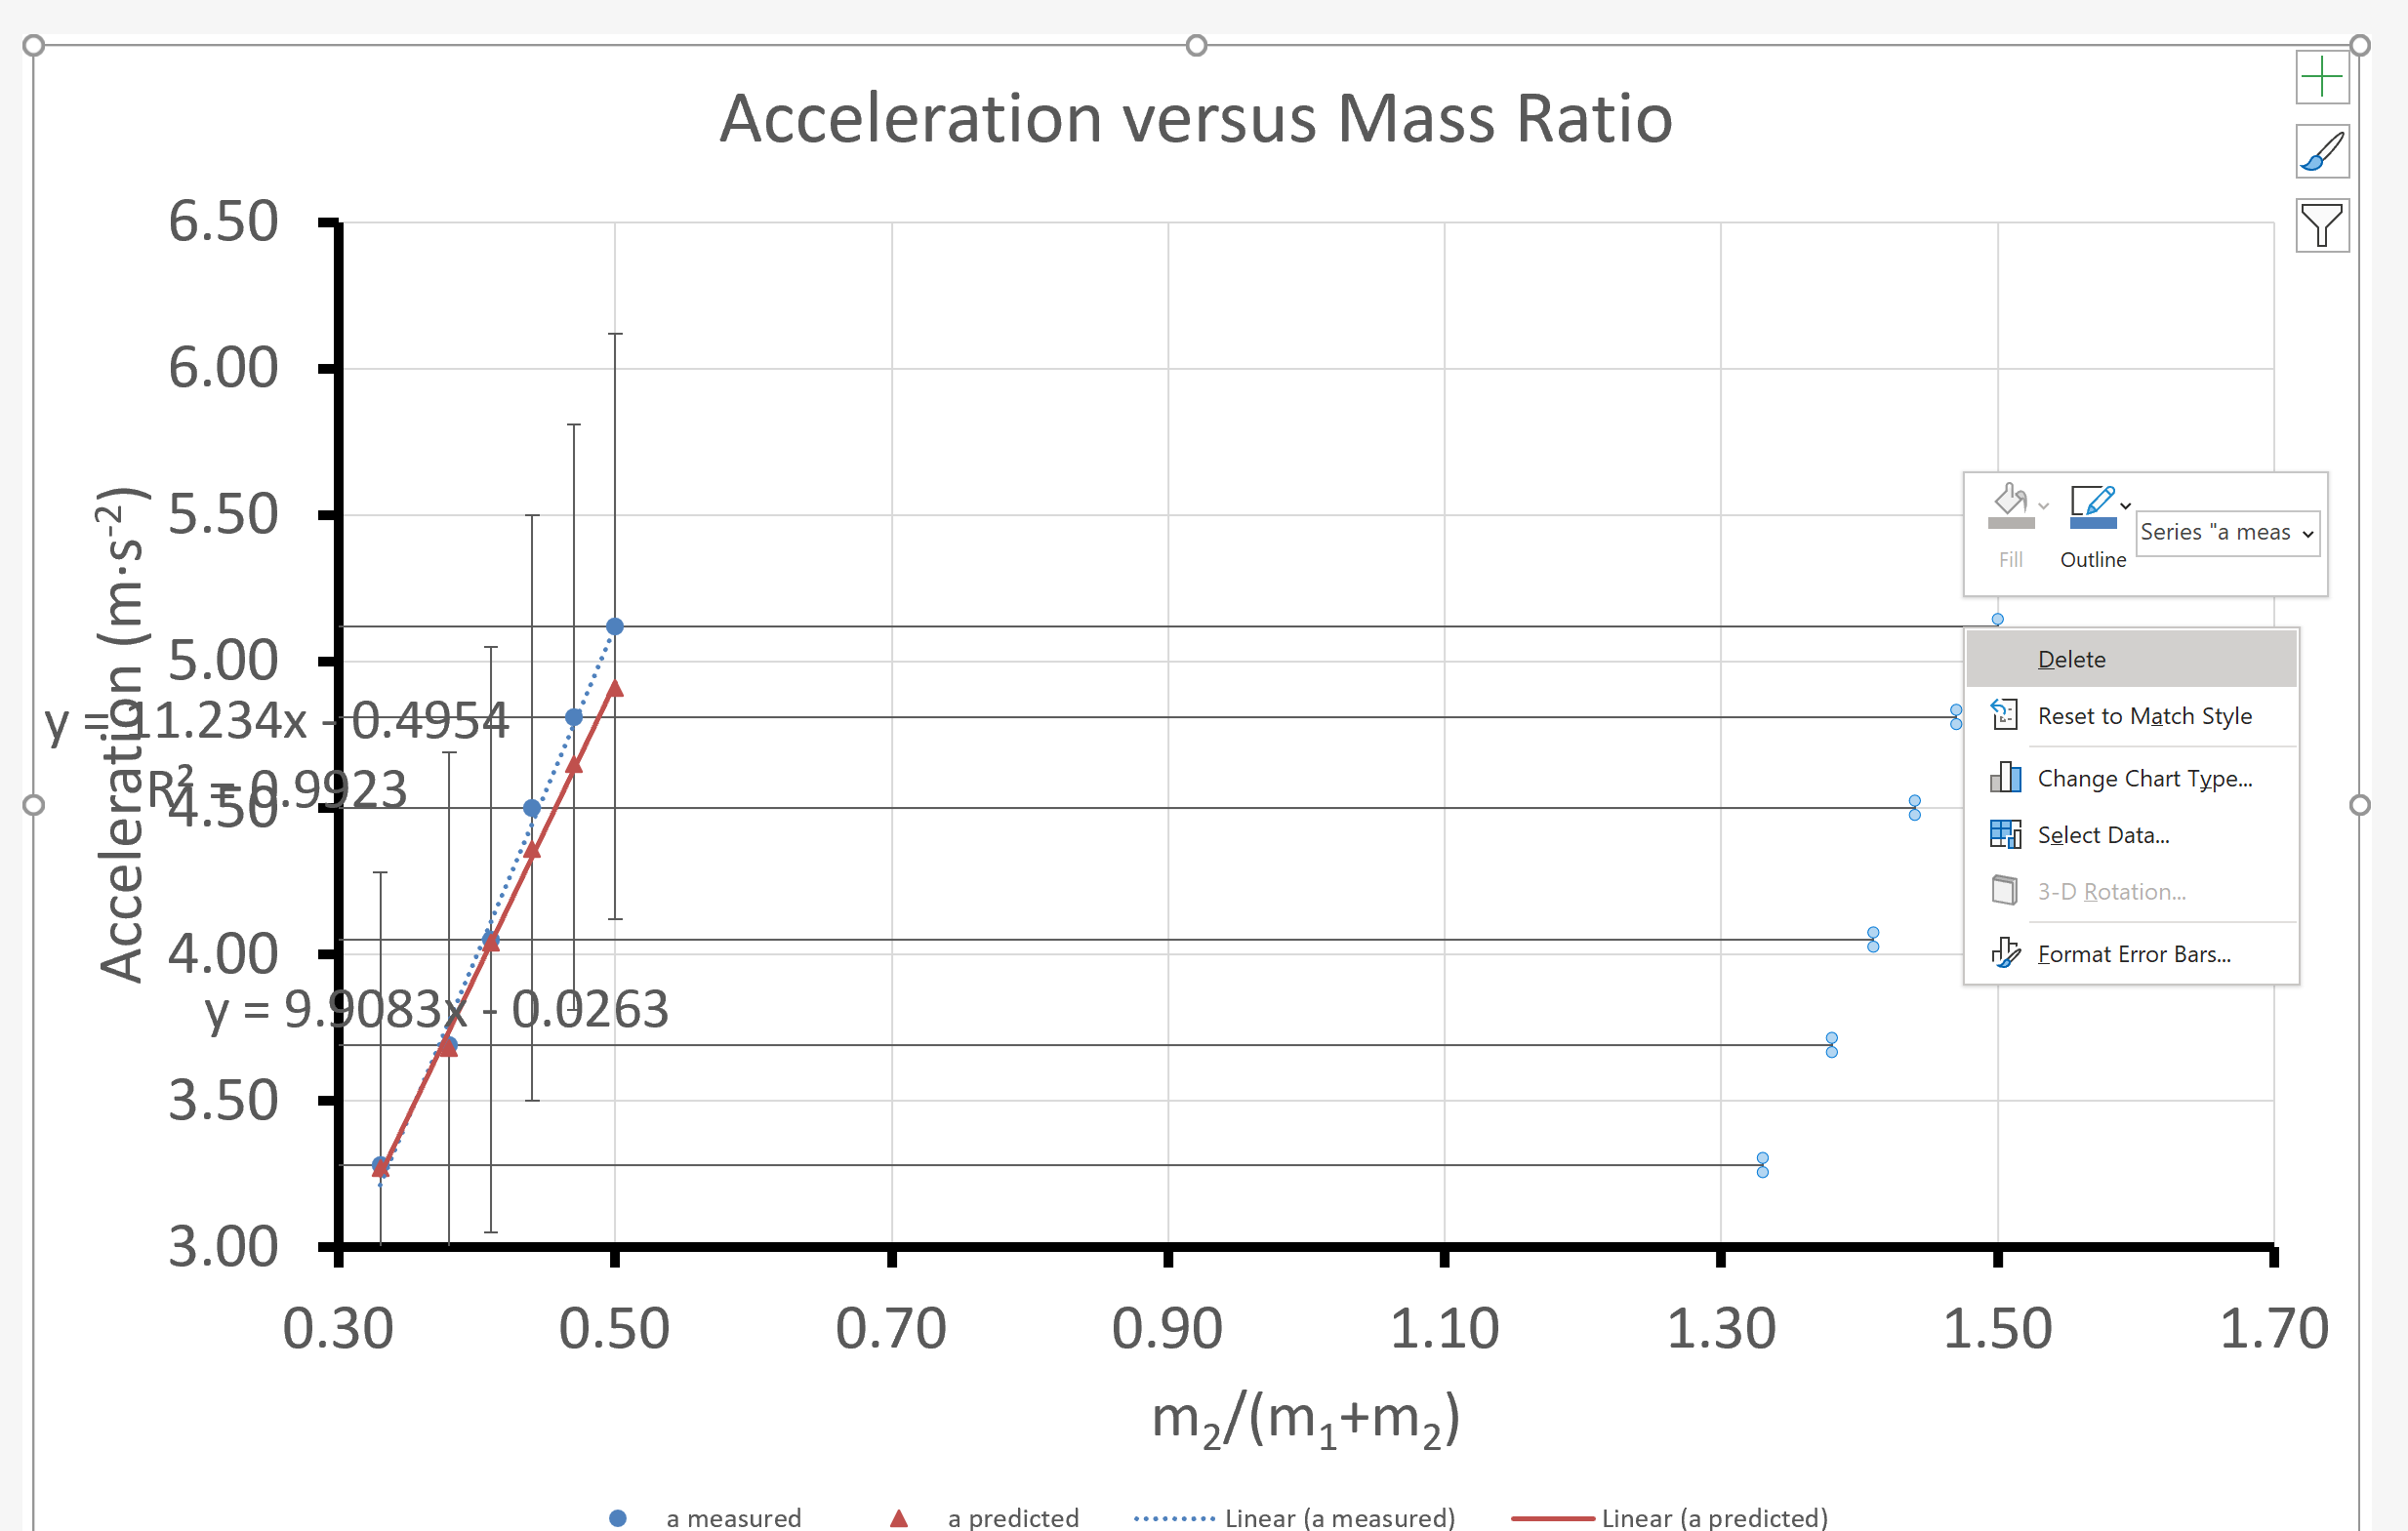 Acceleration versus Mass Ratio
6.50
6.00
5.50
5.00
4.50
4.00
3.50
3.00
Acceleration (m·s⁻²)
y = 11.234x - 0.4954
R² = 0.9923
y = 9.9083x - 0.0263
Fill
Outline
Series "a meas
Delete
Reset to Match Style
Change Chart Type...
Select Data...
3-D Rotation...
Format Error Bars...
0.30 0.50 0.70 0.90 1.10 1.30 1.50 1.70
m₂/(m₁+m₂)
a measured a predicted Linear (a measured) Linear (a predicted)